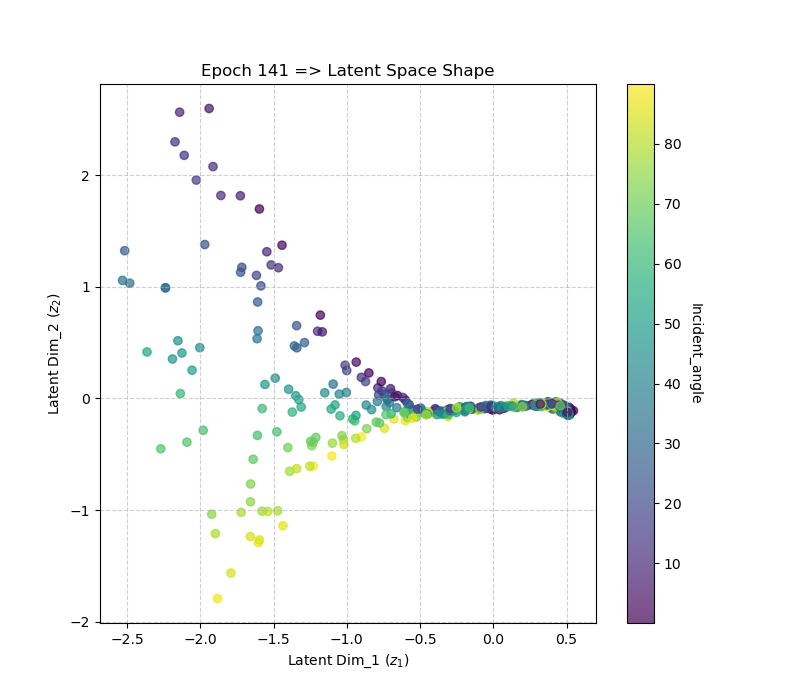 Epoch 141 => Latent Space Shape
Latent Dim_2 (z₂)
2
1
0
−1
−2
−2.5 −2.0 −1.5 −1.0 −0.5 0.0 0.5
Latent Dim_1 (z₁)
80
70
60
50
40
30
20
10
Incident_angle